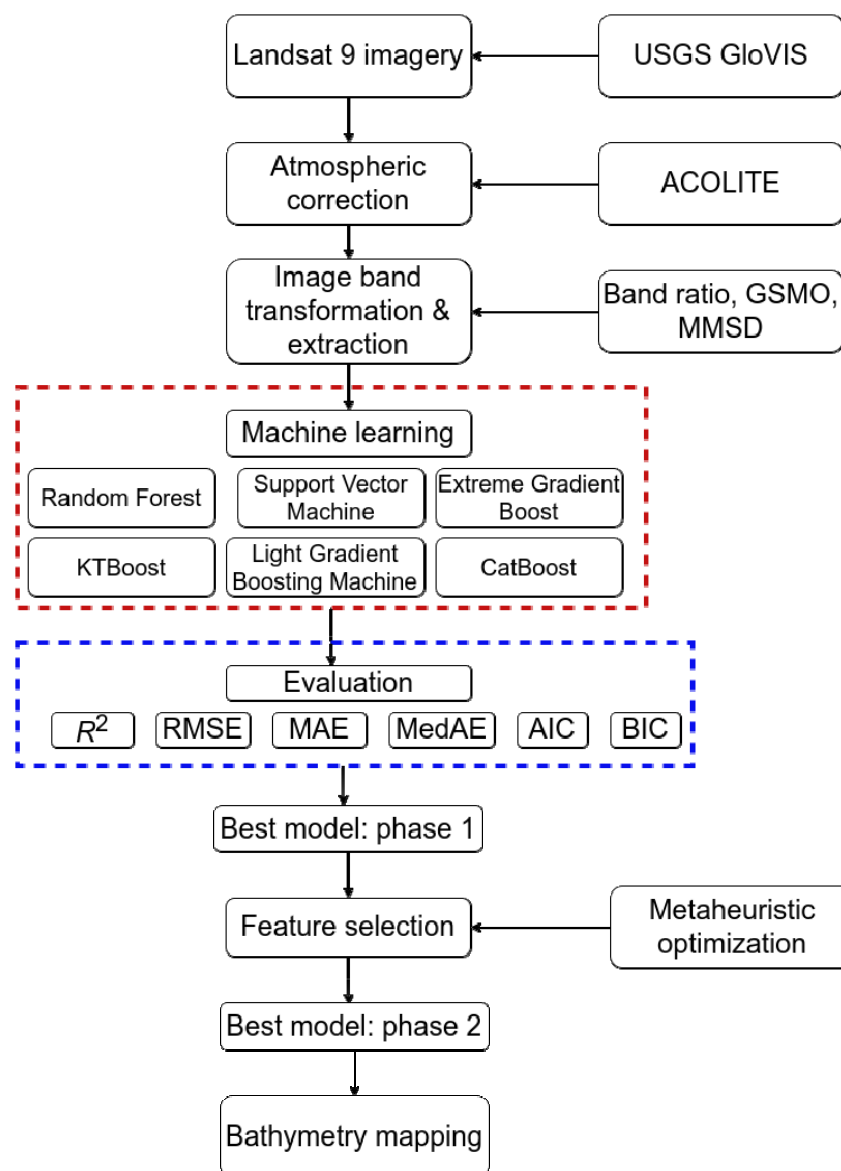 Landsat 9 imagery
USGS GloVIS
Atmospheric
correction
ACOLITE
Image band
transformation &
extraction
Band ratio, GSMO,
MMSD
Machine learning
Random Forest
Support Vector
Machine
Extreme Gradient
Boost
KTBoost
Light Gradient
Boosting Machine
CatBoost
Evaluation
R²
RMSE
MAE
MedAE
AIC
BIC
Best model: phase 1
Feature selection
Metaheuristic
optimization
Best model: phase 2
Bathymetry mapping